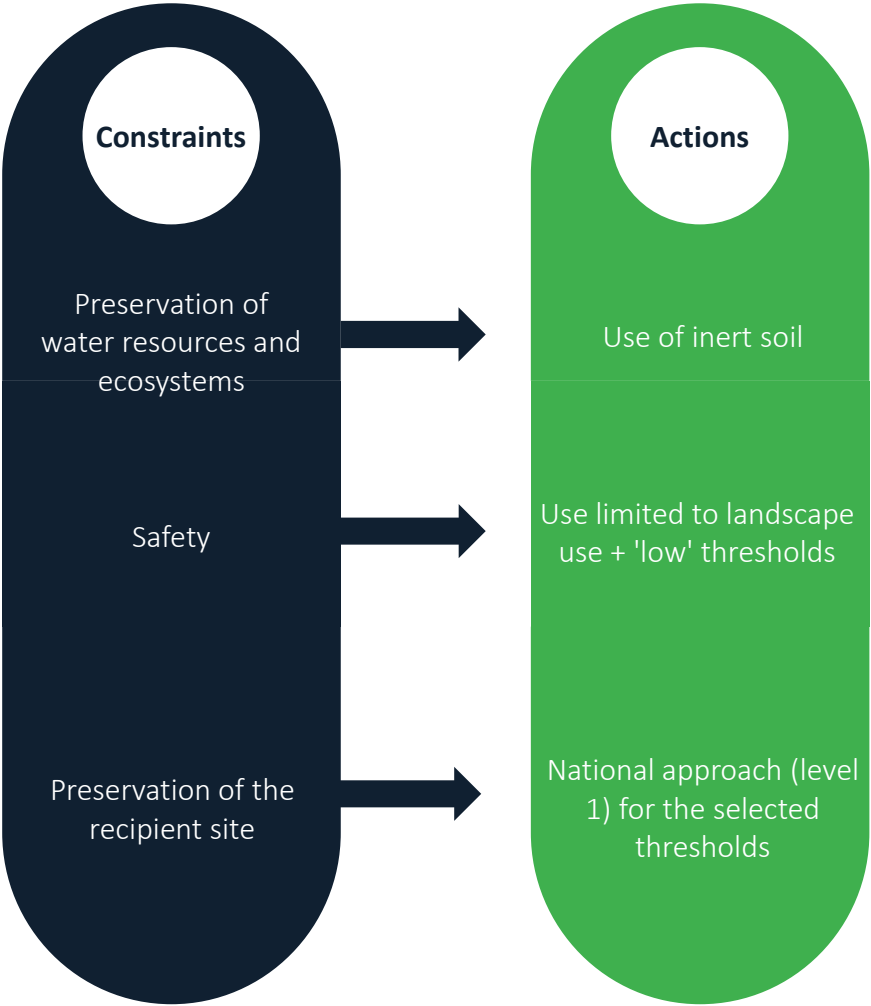 Constraints
Actions
Preservation of
water resources and
ecosystems
Use of inert soil
Safety
Use limited to landscape
use + 'low' thresholds
Preservation of the
recipient site
National approach (level
1) for the selected
thresholds